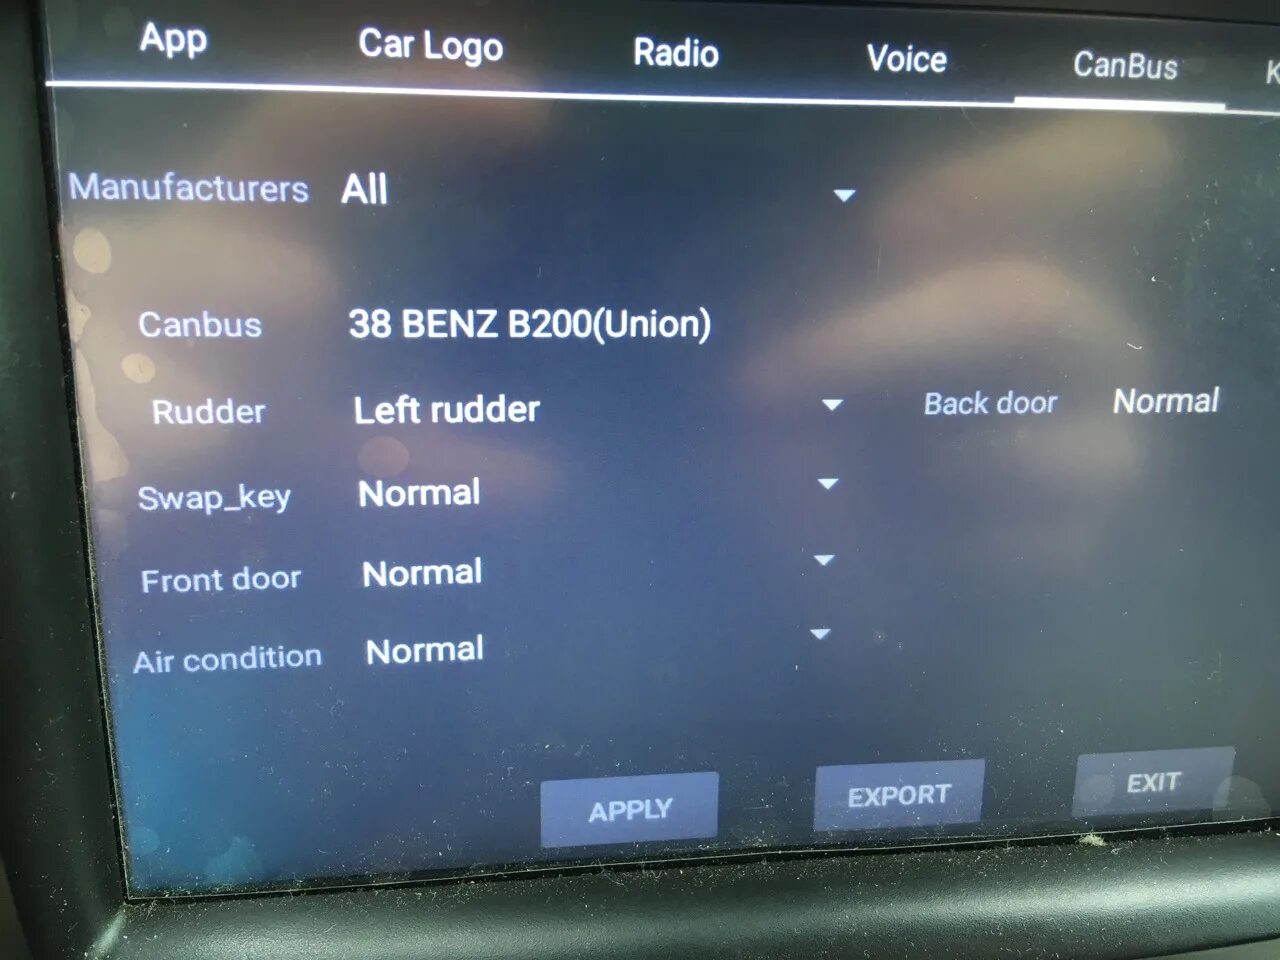 App Car Logo Radio Voice CanBus K
Manufacturers All
Canbus 38 BENZ B200(Union)
Rudder Left rudder Back door Normal
Swap_key Normal
Front door Normal
Air condition Normal
APPLY EXPORT EXIT